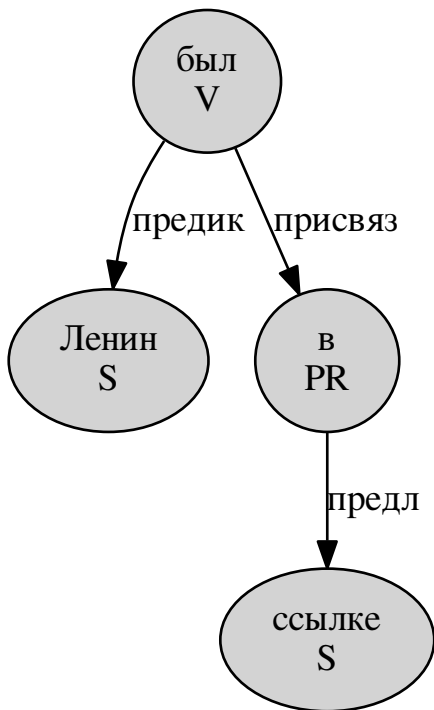 был
V
предик
присвяз
Ленин
S
в
PR
предл
ссылке
S